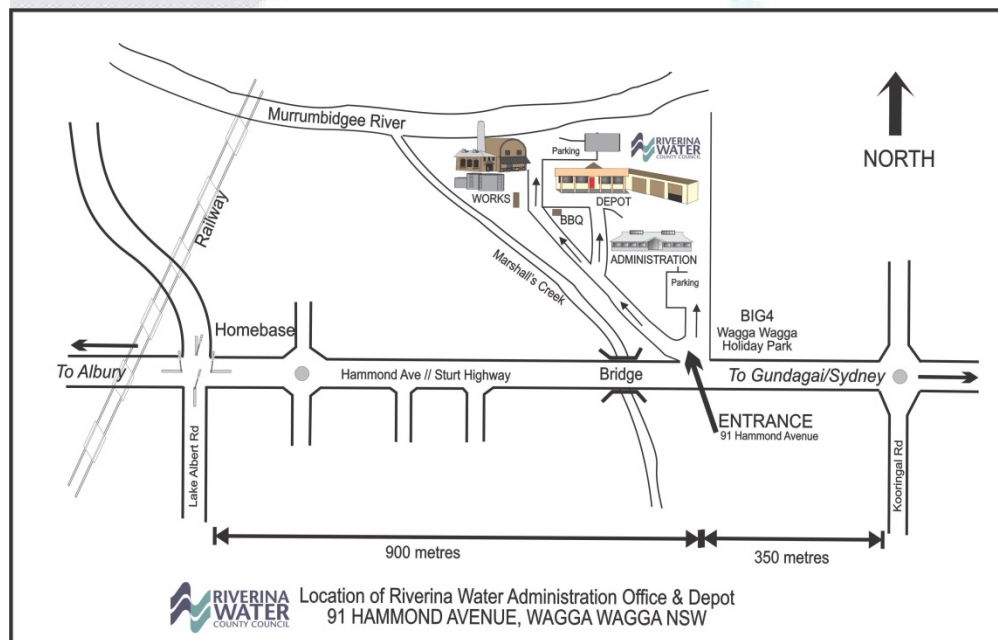 Murrumbidgee River
RIVERINA
WATER
COUNTY COUNCIL
Parking
NORTH
WORKS
DEPOT
BBQ
Railway
Marshall's Creek
ADMINISTRATION
Parking
BIG4
Wagga Wagga
Holiday Park
Homebase
To Albury
Hammond Ave // Sturt Highway
Bridge
To Gundagai/Sydney
ENTRANCE
91 Hammond Avenue
Lake Albert Rd
Kooringal Rd
900 metres
350 metres
RIVERINA
WATER
COUNTY COUNCIL
Location of Riverina Water Administration Office & Depot
91 HAMMOND AVENUE, WAGGA WAGGA NSW